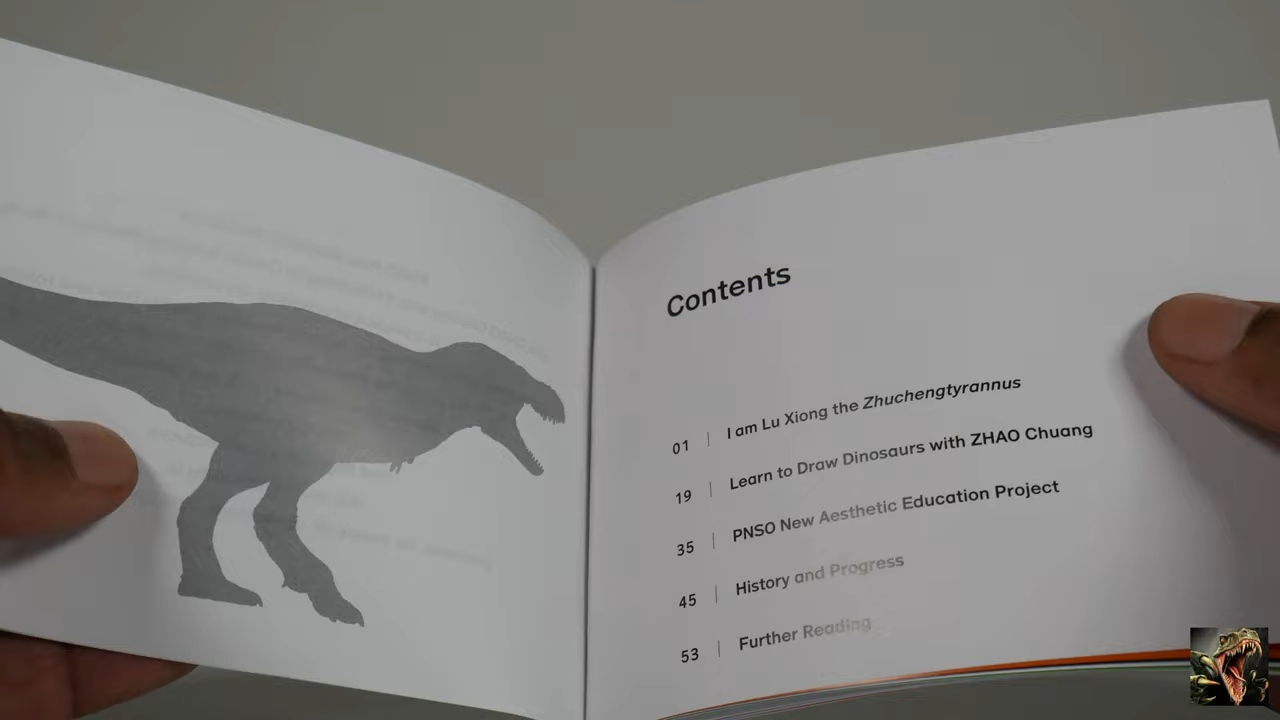 Contents
01 | I am Lu Xiong the Zhuchengtyrannus
19 | Learn to Draw Dinosaurs with ZHAO Chuang
35 | PNSO New Aesthetic Education Project
45 | History and Progress
53 | Further Reading